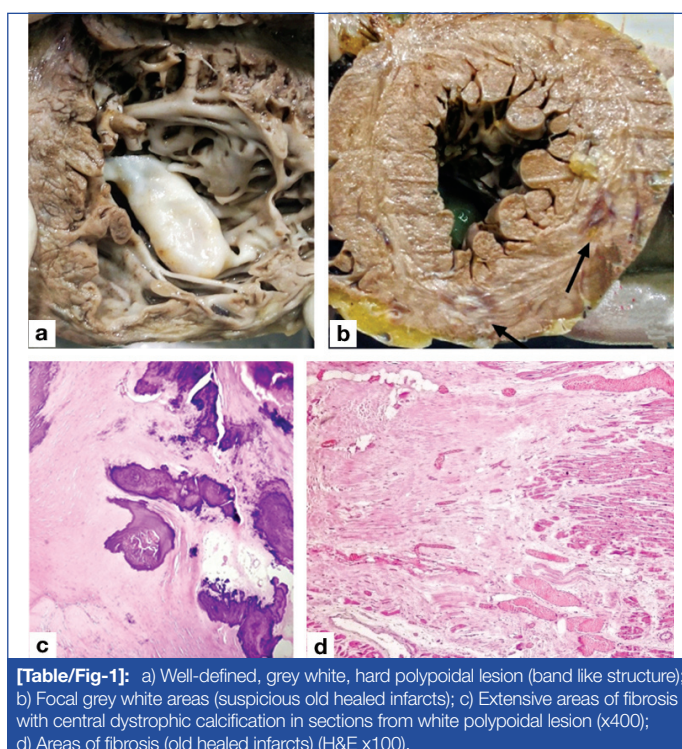 a
b
c
d
[Table/Fig-1]: a) Well-defined, grey white, hard polypoidal lesion (band like structure);
b) Focal grey white areas (suspicious old healed infarcts); c) Extensive areas of fibrosis
with central dystrophic calcification in sections from white polypoidal lesion (x400);
d) Areas of fibrosis (old healed infarcts) (H&E x100).